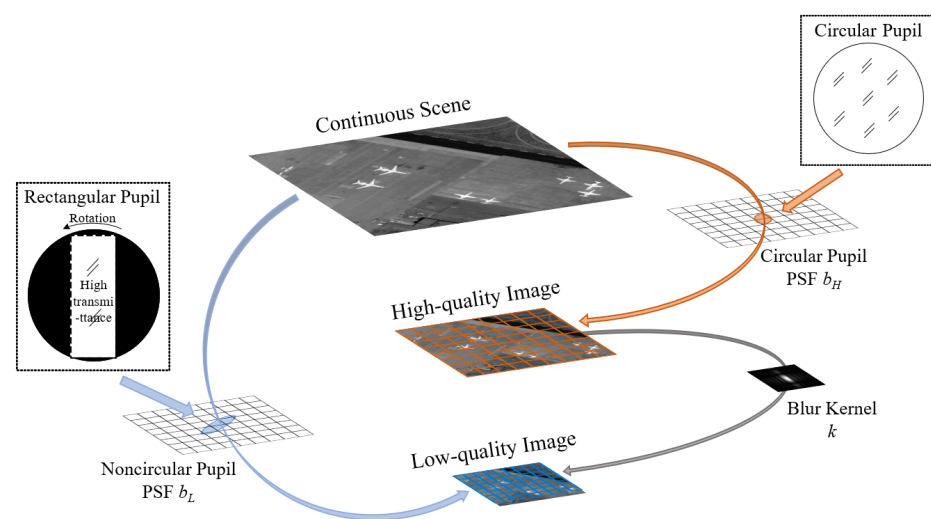 Circular Pupil
Continuous Scene
Rectangular Pupil
Rotation
High
transmi
-ttance
Circular Pupil
PSF b_H
High-quality Image
Blur Kernel
k
Low-quality Image
Noncircular Pupil
PSF b_L